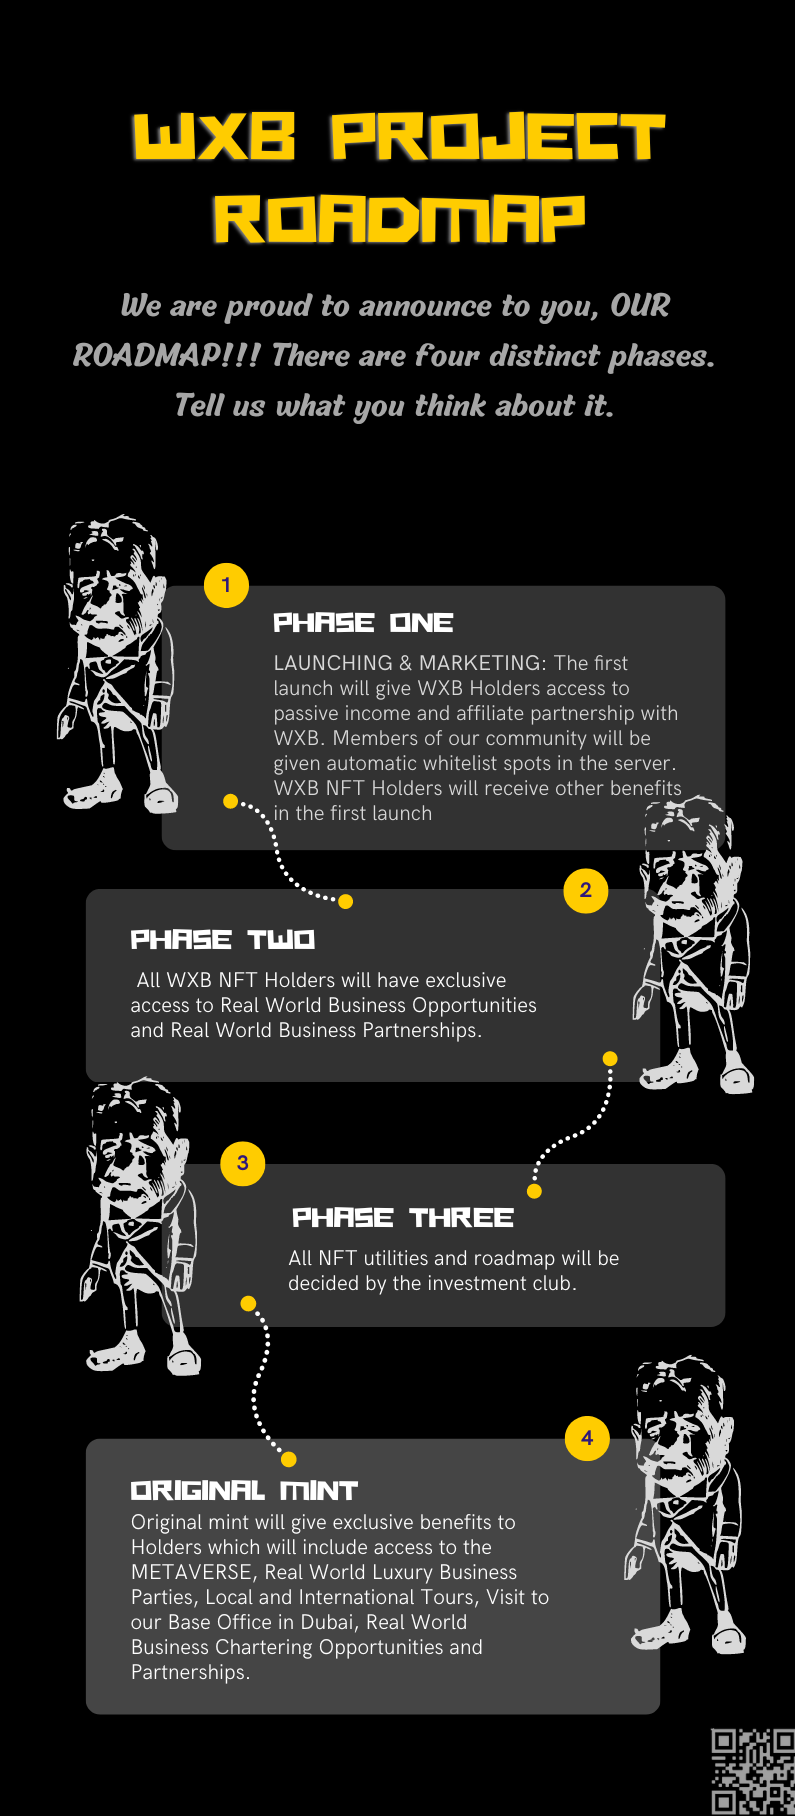 WXB PROJECT
ROADMAP
We are proud to announce to you, OUR
ROADMAP!!! There are four distinct phases.
Tell us what you think about it.
1
PHASE ONE
LAUNCHING & MARKETING: The first
launch will give WXB Holders access to
passive income and affiliate partnership with
WXB. Members of our community will be
given automatic whitelist spots in the server.
WXB NFT Holders will receive other benefits
in the first launch
2
PHASE TWO
All WXB NFT Holders will have exclusive
access to Real World Business Opportunities
and Real World Business Partnerships.
3
PHASE THREE
All NFT utilities and roadmap will be
decided by the investment club.
4
ORIGINAL MINT
Original mint will give exclusive benefits to
Holders which will include access to the
METAVERSE, Real World Luxury Business
Parties, Local and International Tours, Visit to
our Base Office in Dubai, Real World
Business Chartering Opportunities and
Partnerships.